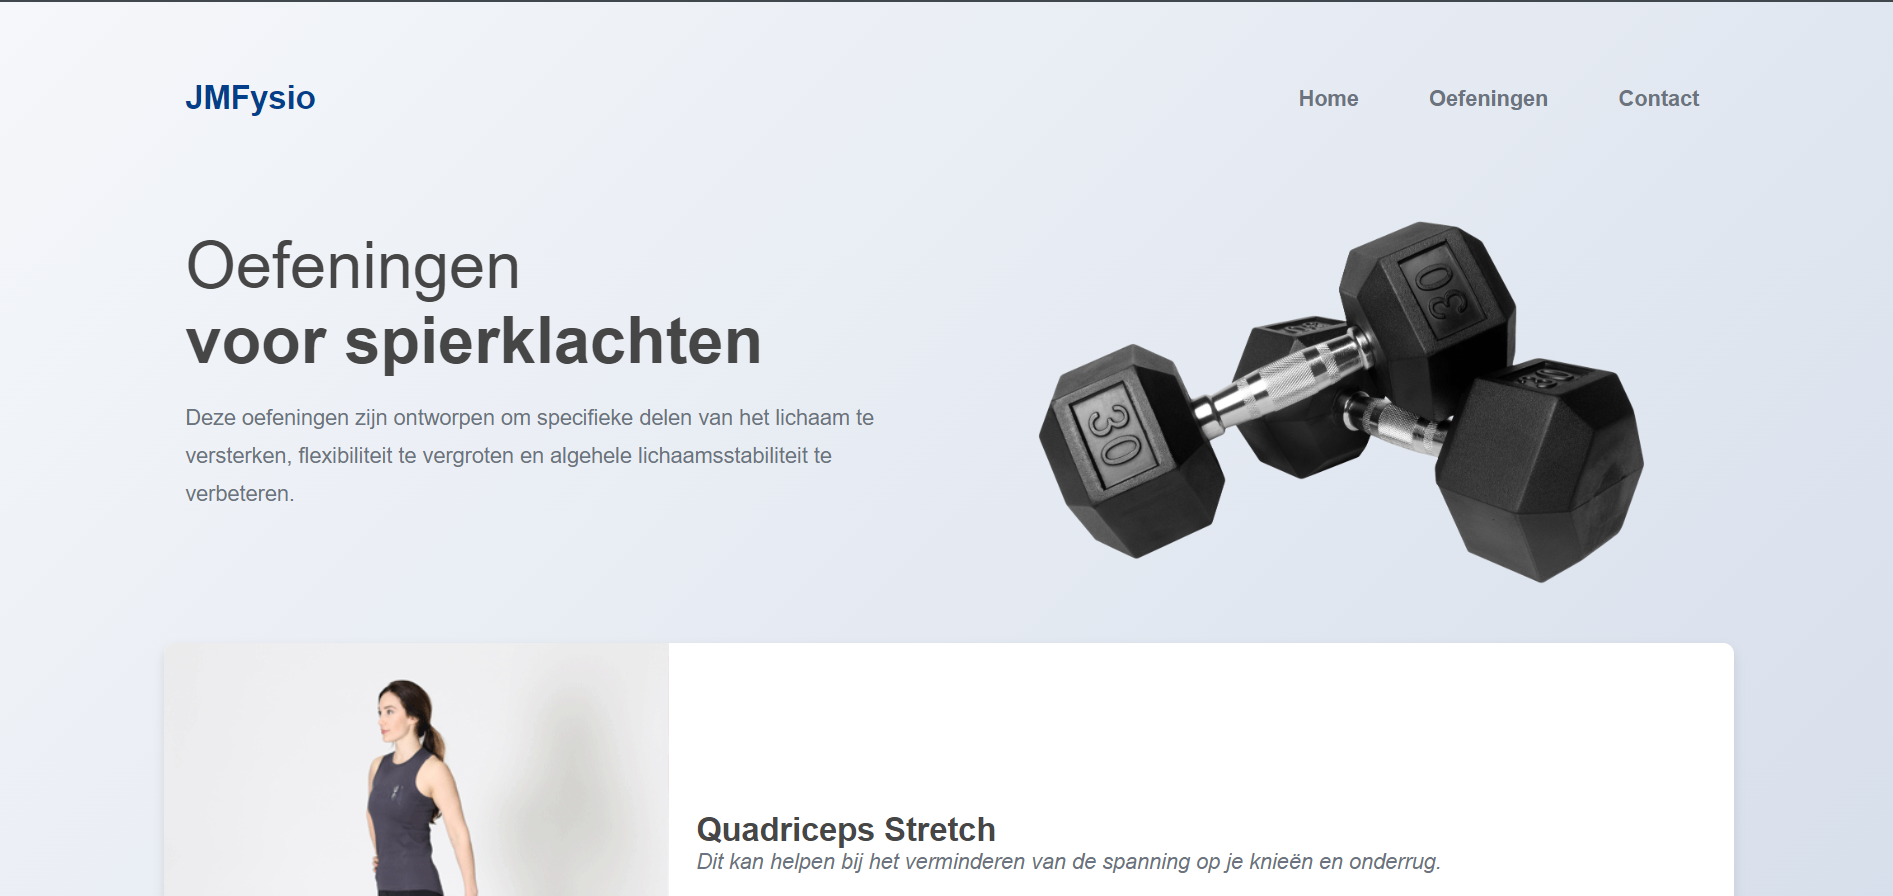 JMFysio
Home Oefeningen Contact
Oefeningen
voor spierklachten
Deze oefeningen zijn ontworpen om specifieke delen van het lichaam te
versterken, flexibiliteit te vergroten en algehele lichaamsstabiliteit te
verbeteren.
30
30
30
Quadriceps Stretch
Dit kan helpen bij het verminderen van de spanning op je knieën en onderrug.